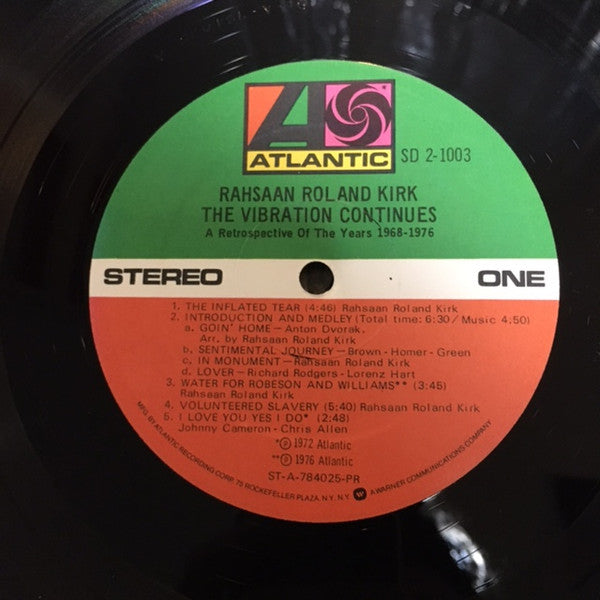 ATLANTIC SD 2-1003
RAHSAAN ROLAND KIRK
THE VIBRATION CONTINUES
A Retrospective Of The Years 1968-1976
STEREO ONE
1. THE INFLATED TEAR (4:46) Rahsaan Roland Kirk
2. INTRODUCTION AND MEDLEY (Total time: 6:30/ Music 4:50)
a. GOIN' HOME — Anton Dvorak.
Arr. by Rahsaan Roland Kirk
b. SENTIMENTAL JOURNEY — Brown - Homer - Green
c. IN MONUMENT — Rahsaan Roland Kirk
d. LOVER — Richard Rodgers - Lorenz Hart
3. WATER FOR ROBESON AND WILLIAMS** (3:45)
Rahsaan Roland Kirk
4. VOLUNTEERED SLAVERY (5:40) Rahsaan Roland Kirk
5. I LOVE YOU YES I DO* (2:48)
Johnny Cameron - Chris Allen
*℗ 1972 Atlantic
**℗ 1976 Atlantic
ST-A-784025-PR
MFG. BY ATLANTIC RECORDING CORP. 75 ROCKEFELLER PLAZA, N.Y. N.Y. A WARNER COMMUNICATIONS COMPANY